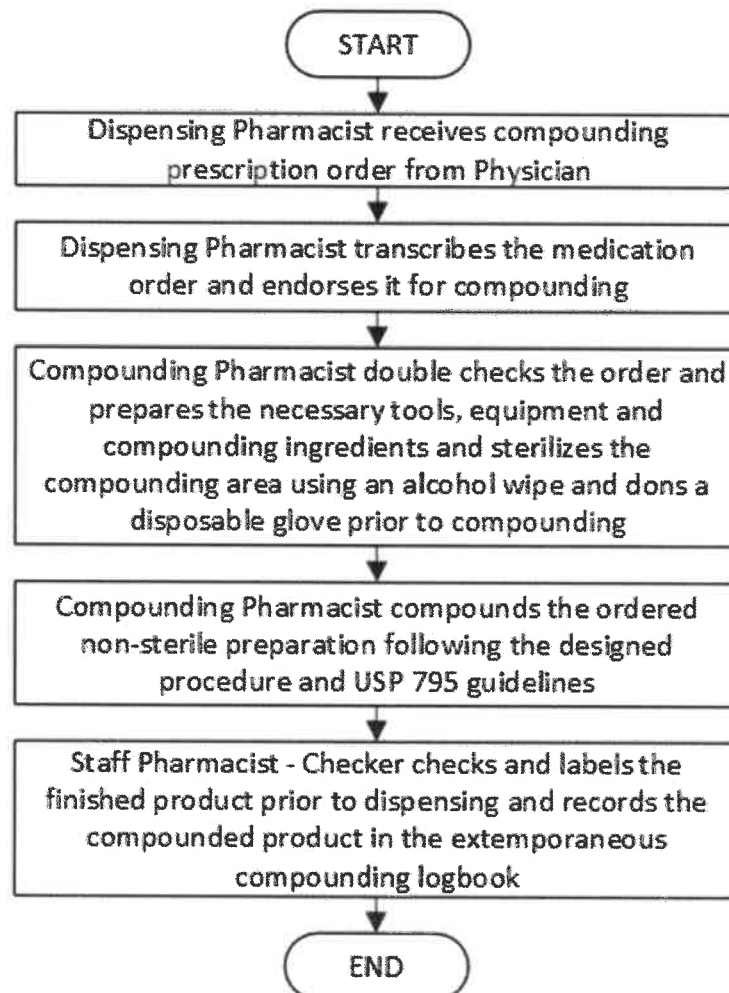 START
Dispensing Pharmacist receives compounding
prescription order from Physician
Dispensing Pharmacist transcribes the medication
order and endorses it for compounding
Compounding Pharmacist double checks the order and
prepares the necessary tools, equipment and
compounding ingredients and sterilizes the
compounding area using an alcohol wipe and dons a
disposable glove prior to compounding
Compounding Pharmacist compounds the ordered
non-sterile preparation following the designed
procedure and USP 795 guidelines
Staff Pharmacist - Checker checks and labels the
finished product prior to dispensing and records the
compounded product in the extemporaneous
compounding logbook
END